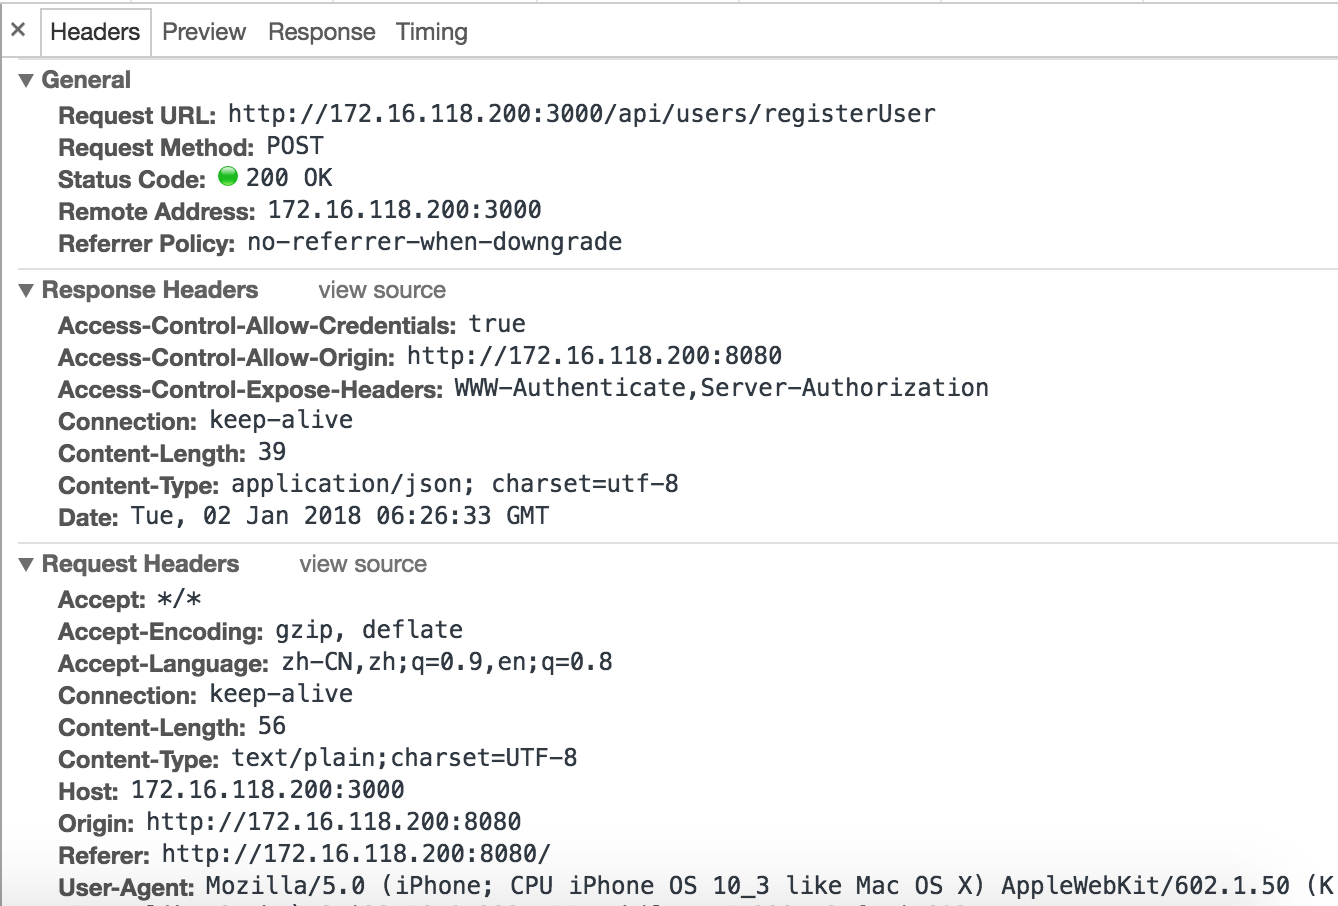 × Headers Preview Response Timing
▼ General
Request URL: http://172.16.118.200:3000/api/users/registerUser
Request Method: POST
Status Code: 200 OK
Remote Address: 172.16.118.200:3000
Referrer Policy: no-referrer-when-downgrade
▼ Response Headers view source
Access-Control-Allow-Credentials: true
Access-Control-Allow-Origin: http://172.16.118.200:8080
Access-Control-Expose-Headers: WWW-Authenticate,Server-Authorization
Connection: keep-alive
Content-Length: 39
Content-Type: application/json; charset=utf-8
Date: Tue, 02 Jan 2018 06:26:33 GMT
▼ Request Headers view source
Accept: */*
Accept-Encoding: gzip, deflate
Accept-Language: zh-CN,zh;q=0.9,en;q=0.8
Connection: keep-alive
Content-Length: 56
Content-Type: text/plain;charset=UTF-8
Host: 172.16.118.200:3000
Origin: http://172.16.118.200:8080
Referer: http://172.16.118.200:8080/
User-Agent: Mozilla/5.0 (iPhone; CPU iPhone OS 10_3 like Mac OS X) AppleWebKit/602.1.50 (K